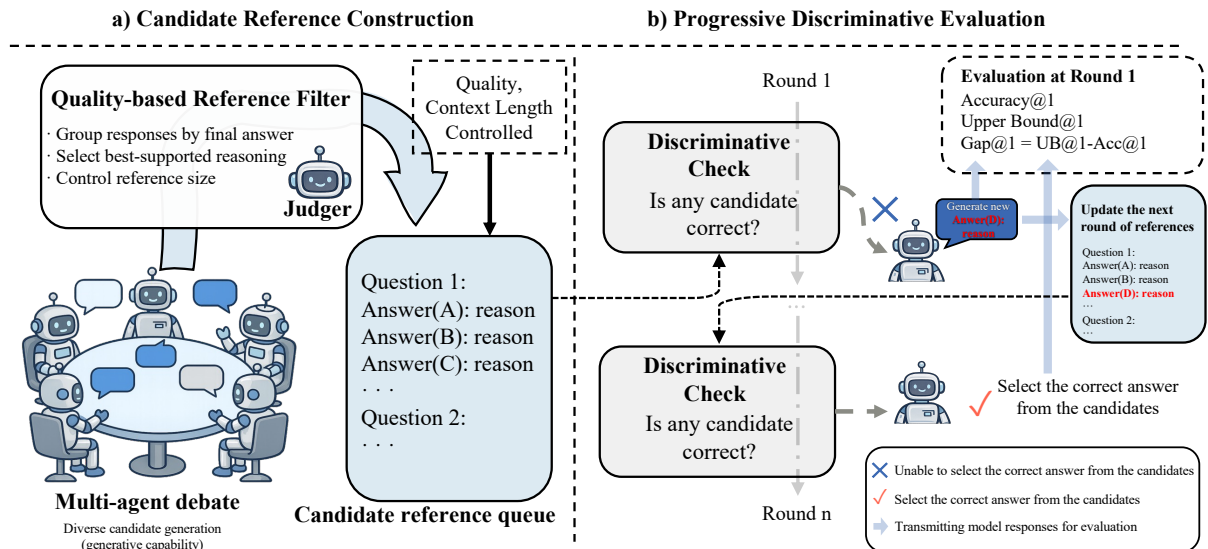 a) Candidate Reference Construction
Quality-based Reference Filter
· Group responses by final answer
· Select best-supported reasoning
· Control reference size
Judger
Quality,
Context Length
Controlled
Question 1:
Answer(A): reason
Answer(B): reason
Answer(C): reason
. . .
Question 2:
. . .
Candidate reference queue
Multi-agent debate
Diverse candidate generation
(generative capability)
b) Progressive Discriminative Evaluation
Round 1
Discriminative
Check
Is any candidate
correct?
Generate new
Anwer(D):
reason
Evaluation at Round 1
Accuracy@1
Upper Bound@1
Gap@1 = UB@1-Acc@1
Update the next
round of references
Question 1:
Answer(A): reason
Answer(B): reason
Answer(D): reason
...
Question 2:
...
...
Discriminative
Check
Is any candidate
correct?
Select the correct answer
from the candidates
Round n
Unable to select the correct answer from the candidates
Select the correct answer from the candidates
Transmitting model responses for evaluation